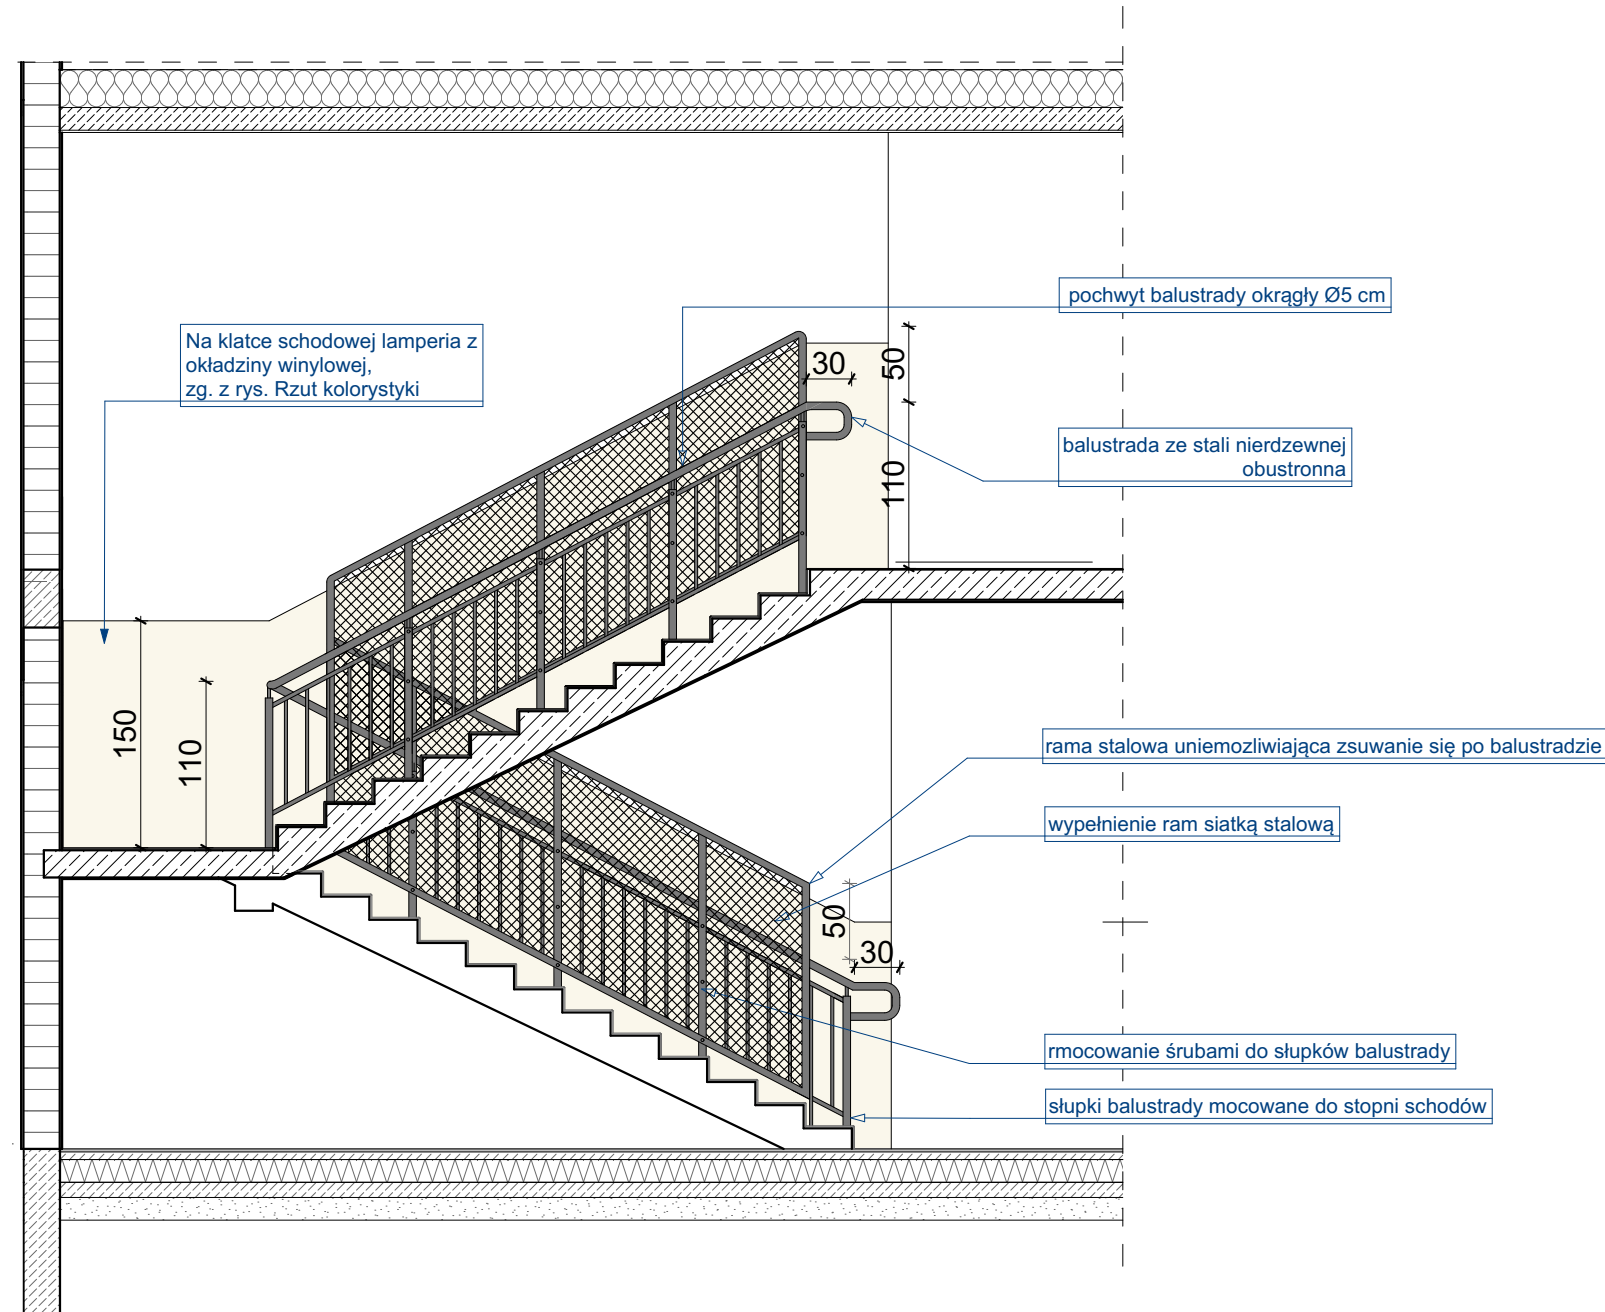 pochwyt balustrady okrągły Ø5 cm
Na klatce schodowej lamperia z
okładziny winylowej,
zg. z rys. Rzut kolorystyki
30
50
balustrada ze stali nierdzewnej
obustronna
110
150
110
rama stalowa uniemozliwiająca zsuwanie się po balustradzie
wypełnienie ram siatką stalową
50
30
rmocowanie śrubami do słupków balustrady
słupki balustrady mocowane do stopni schodów